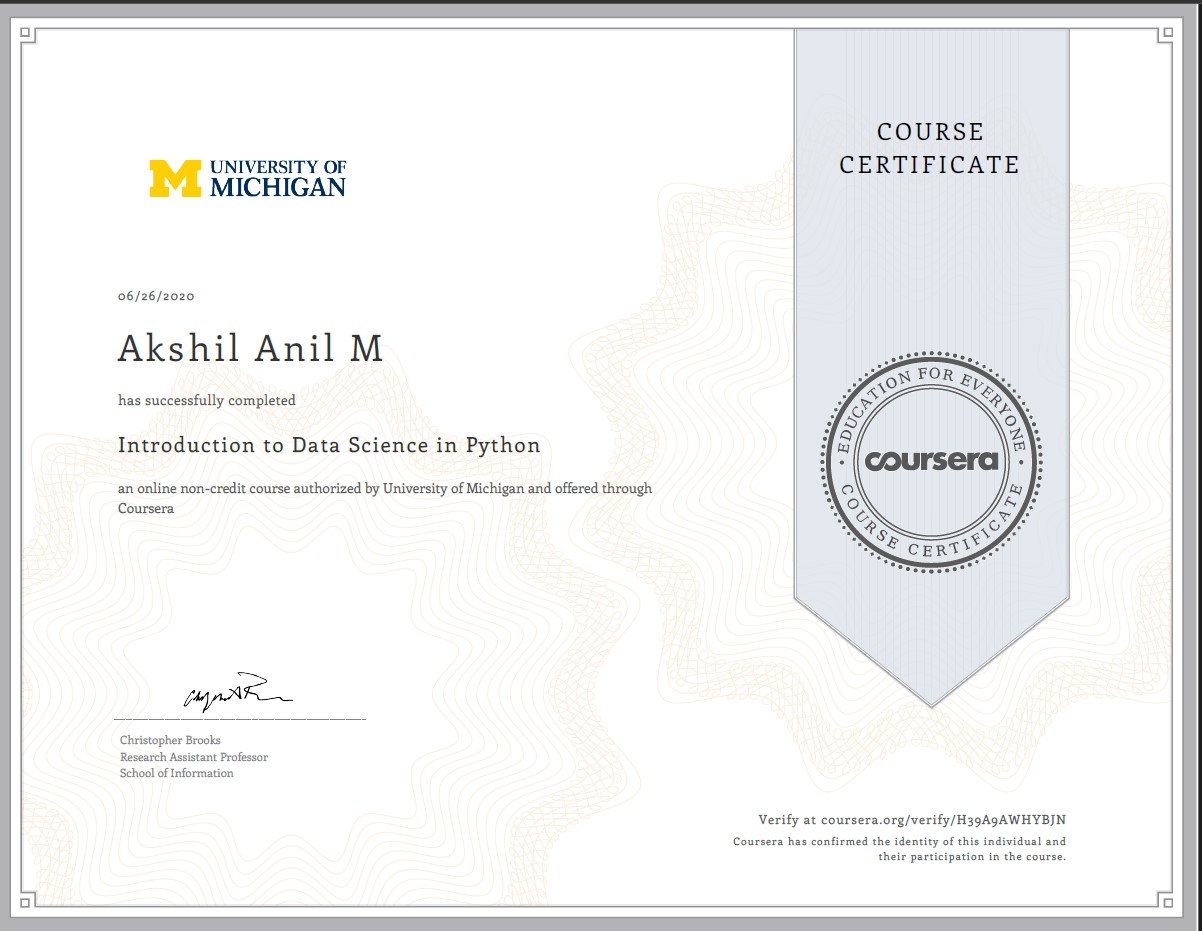 UNIVERSITY OF
MICHIGAN
COURSE
CERTIFICATE
06/26/2020
Akshil Anil M
has successfully completed
Introduction to Data Science in Python
an online non-credit course authorized by University of Michigan and offered through
Coursera
EDUCATION FOR EVERYONE
coursera
COURSE CERTIFICATE
Christopher Brooks
Research Assistant Professor
School of Information
Verify at coursera.org/verify/H39A9AWHYBJN
Coursera has confirmed the identity of this individual and
their participation in the course.